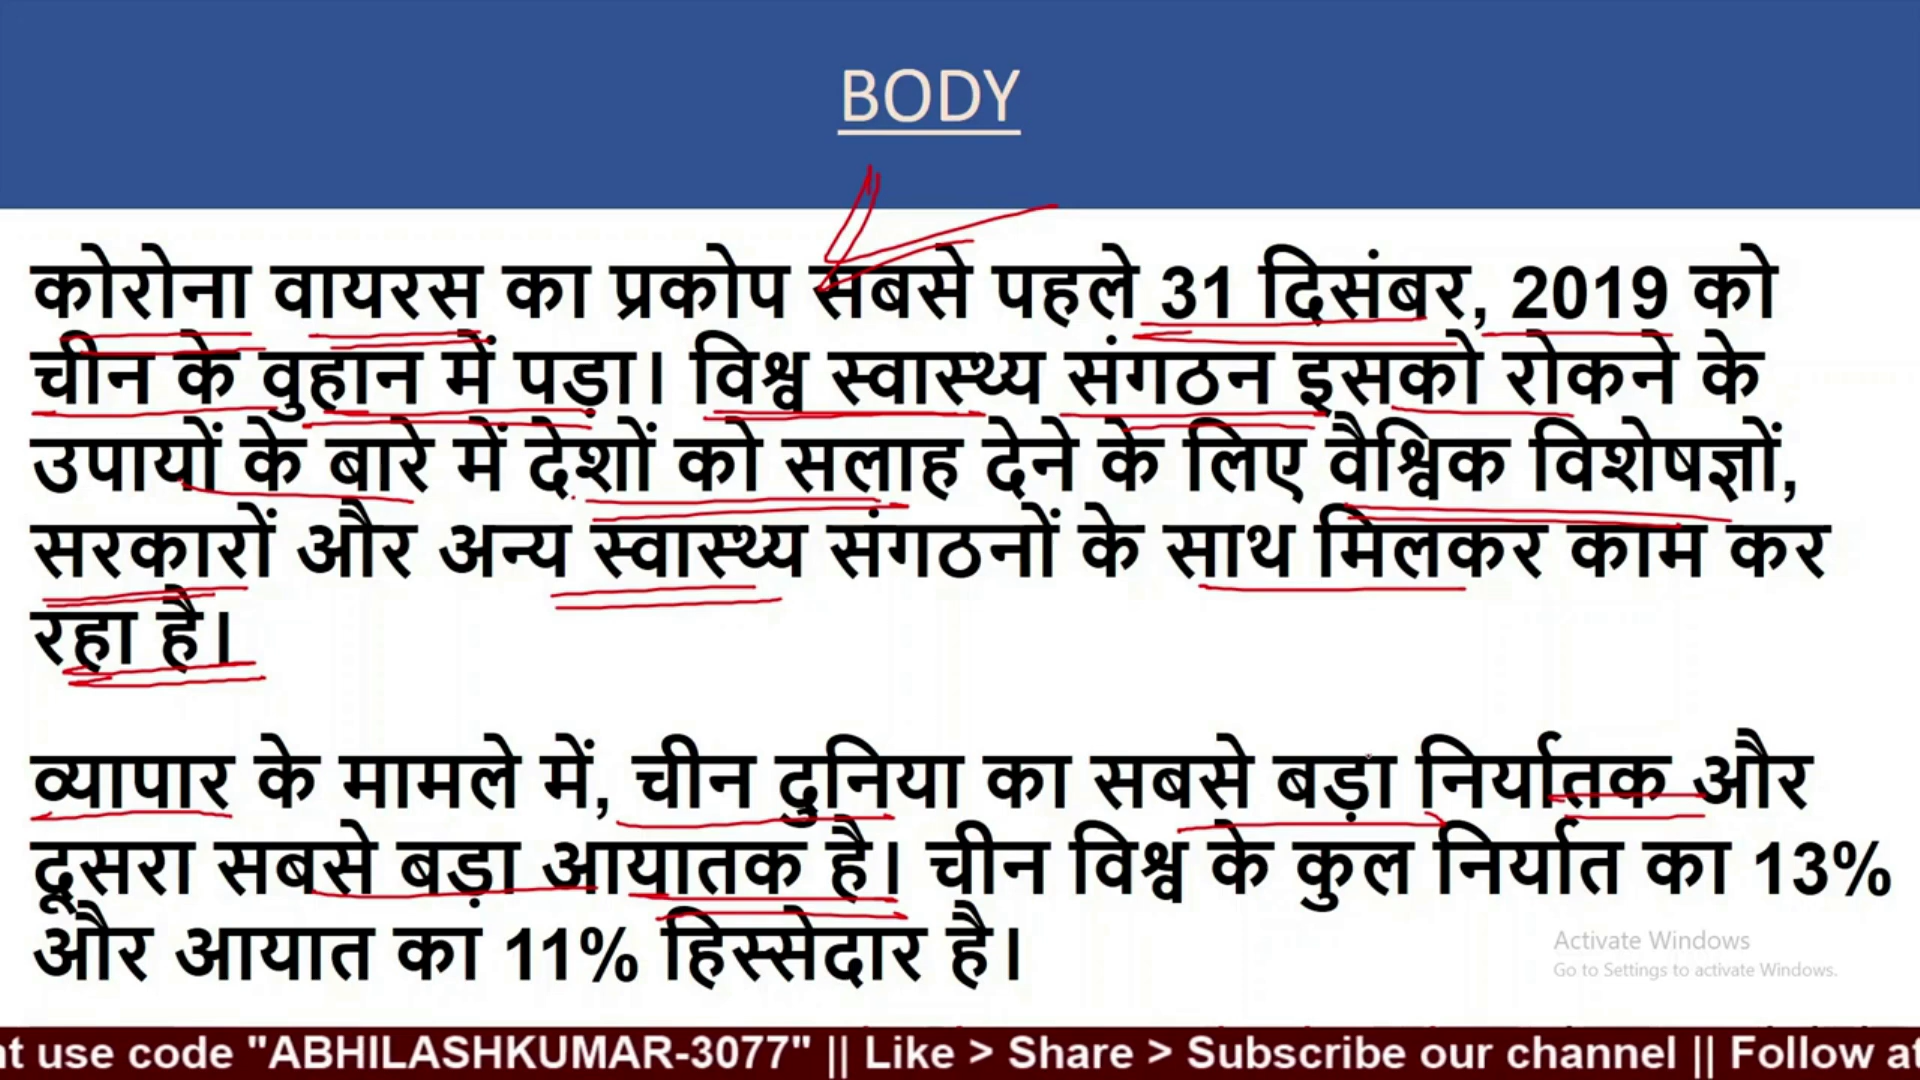 BODY
कोरोना वायरस का प्रकोप सबसे पहले 31 दिसंबर, 2019 को
चीन के वुहान में पड़ा। विश्व स्वास्थ्य संगठन इसको रोकने के
उपायों के बारे में देशों को सलाह देने के लिए वैश्विक विशेषज्ञों,
सरकारों और अन्य स्वास्थ्य संगठनों के साथ मिलकर काम कर
रहा है।
व्यापार के मामले में, चीन दुनिया का सबसे बड़ा निर्यातक और
दूसरा सबसे बड़ा आयातक है। चीन विश्व के कुल निर्यात का 13%
और आयात का 11% हिस्सेदार है।
Activate Windows
Go to Settings to activate Windows.
nt use code "ABHILASHKUMAR-3077" || Like > Share > Subscribe our channel || Follow at